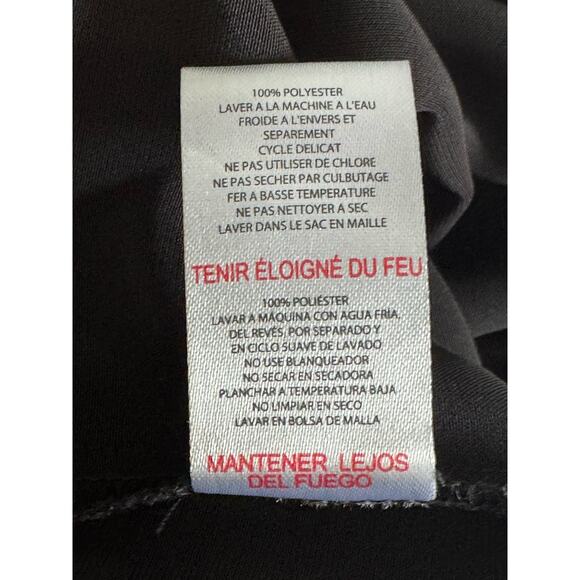 100% POLYESTER
LAVER A LA MACHINE A L'EAU
FROIDE A L'ENVERS ET
SEPAREMENT
CYCLE DELICAT
NE PAS UTILISER DE CHLORE
NE PAS SECHER PAR CULBUTAGE
FER A BASSE TEMPERATURE
NE PAS NETTOYER A SEC
LAVER DANS LE SAC EN MAILLE
TENIR ÉLOIGNÉ DU FEU
100% POLIÉSTER
LAVAR A MÁQUINA CON AGUA FRÍA,
DEL REVÉS, POR SEPARADO Y
EN CICLO SUAVE DE LAVADO
NO USE BLANQUEADOR
NO SECAR EN SECADORA
PLANCHAR A TEMPERATURA BAJA
NO LIMPIAR EN SECO
LAVAR EN BOLSA DE MALLA
MANTENER LEJOS
DEL FUEGO